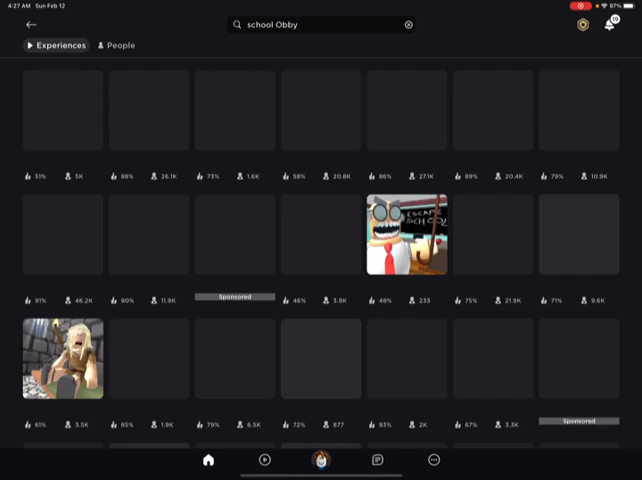 4:27 AM Sun Feb 12
97%
school Obby
19
Experiences
People
51% 5K 88% 26.1K 73% 1.6K 58% 20.8K 86% 27.1K 89% 20.4K 79% 10.9K
ESCAPE
SCHOOL
91% 46.2K 90% 11.9K Sponsored 46% 3.9K 48% 233 75% 21.9K 71% 9.6K
61% 3.5K 85% 1.9K 79% 6.5K 72% 877 93% 2K 67% 3.3K Sponsored